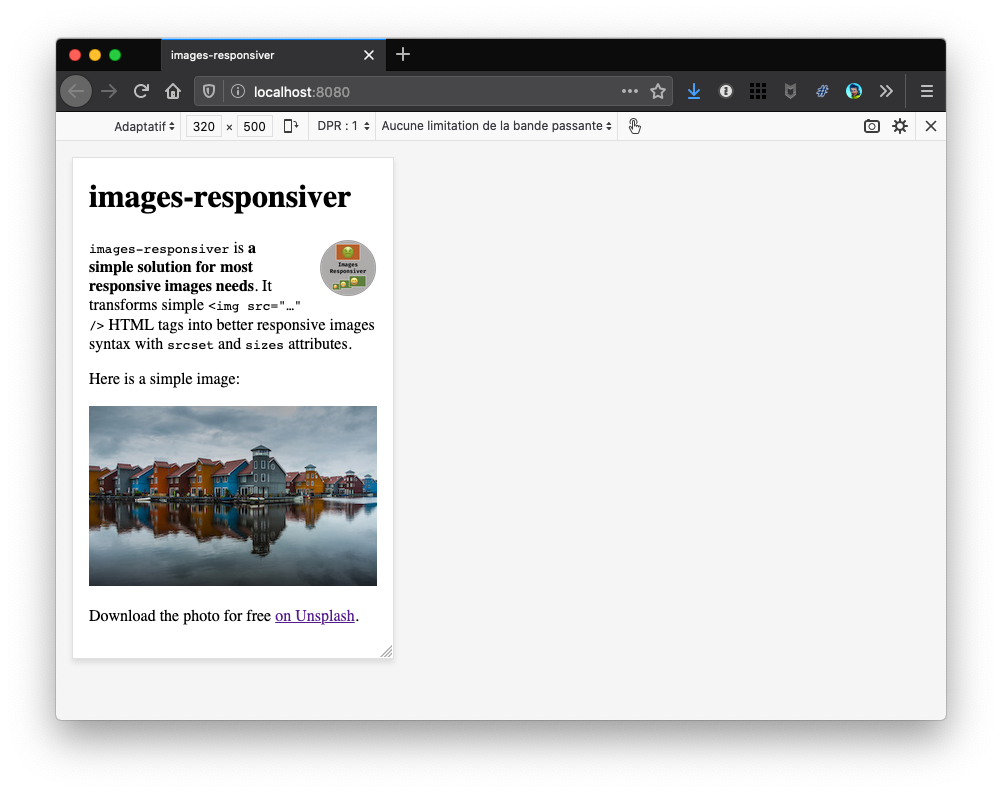 images-responsiver
localhost:8080
Adaptatif 320 × 500 DPR : 1 Aucune limitation de la bande passante
images-responsiver
images-responsiver is a
simple solution for most
responsive images needs. It
transforms simple <img src="…"
/> HTML tags into better responsive images
syntax with srcset and sizes attributes.
Images
Responsiver
Here is a simple image:
Download the photo for free on Unsplash.